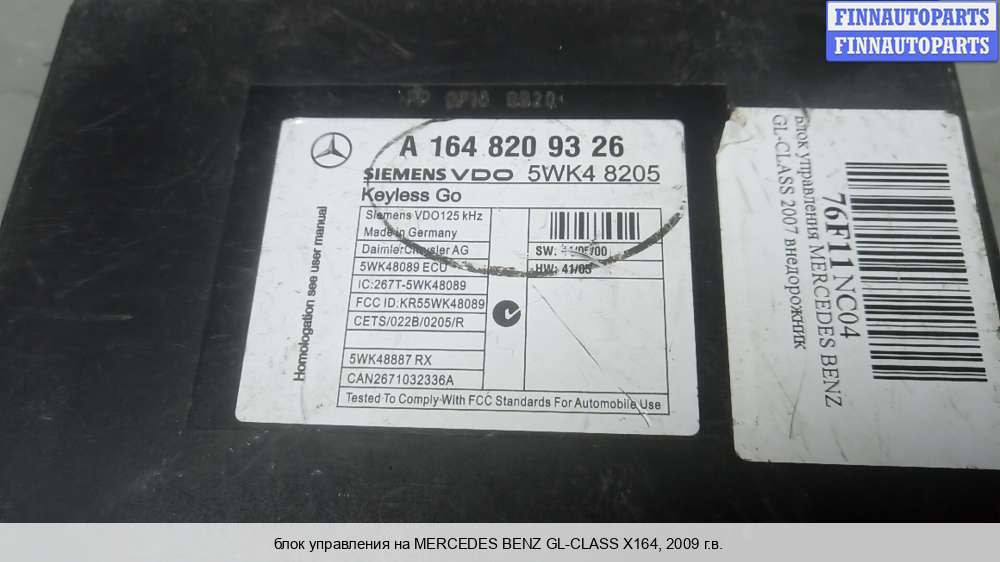 FINNAUTOPARTS
FINNAUTOPARTS
A 164 820 93 26
SIEMENS VDO 5WK4 8205
Keyless Go
Siemens VDO125 kHz
Made in Germany
DaimlerChrysler AG
5WK48089 ECU
IC:267T-5WK48089
FCC ID:KR55WK48089
CETS/022B/0205/R
5WK48887 RX
CAN2671032336A
SW: /05/00
HW: 41/05
Tested To Comply With FCC Standards For Automobile Use
Homologation see user manual
76F11NC04
блок управления MERCEDES BENZ
GL-CLASS 2007 внедорожник
блок управления на MERCEDES BENZ GL-CLASS X164, 2009 г.в.